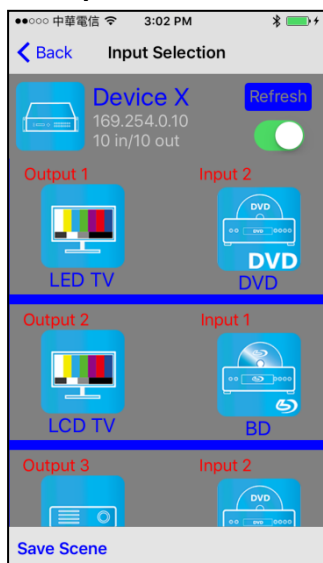 中華電信 3:02 PM
Back Input Selection
Device X Refresh
169.254.0.10
10 in/10 out
Output 1 Input 2
DVD
DVD
LED TV DVD
Output 2 Input 1
LCD TV BD
Output 3 Input 2
DVD
Save Scene